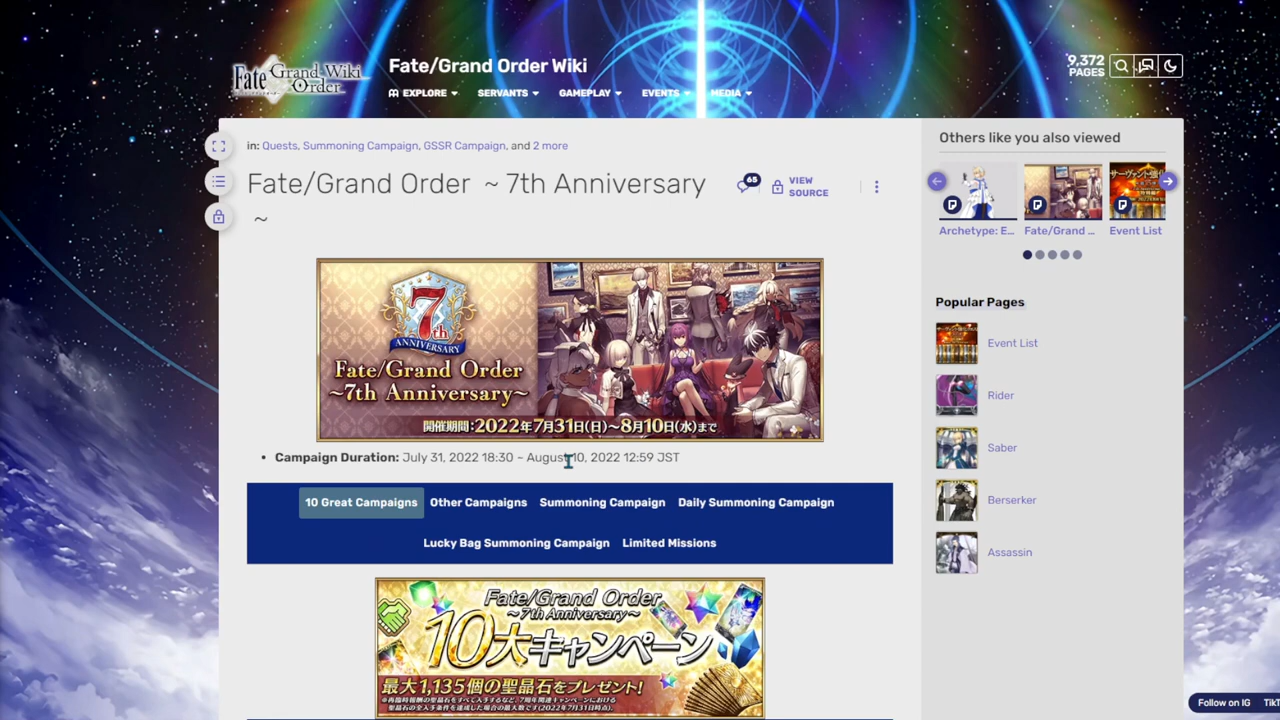 Fate Grand Wiki
Order
Fate/Grand Order Wiki
EXPLORE SERVANTS GAMEPLAY EVENTS MEDIA
9,372
PAGES
in: Quests, Summoning Campaign, GSSR Campaign, and 2 more
Fate/Grand Order ~ 7th Anniversary
~
65
VIEW
SOURCE
7th
ANNIVERSARY
Fate/Grand Order
~7th Anniversary~
開催期間:2022年7月31日(日)~8月10日(水)まで
• Campaign Duration: July 31, 2022 18:30 ~ August 10, 2022 12:59 JST
10 Great Campaigns Other Campaigns Summoning Campaign Daily Summoning Campaign
Lucky Bag Summoning Campaign Limited Missions
Fate/Grand Order
~7th Anniversary~
10大キャンペーン
最大1,135個の聖晶石をプレゼント!
Others like you also viewed
Archetype: E... Fate/Grand ... Event List
Popular Pages
Event List
Rider
Saber
Berserker
Assassin
Follow on IG